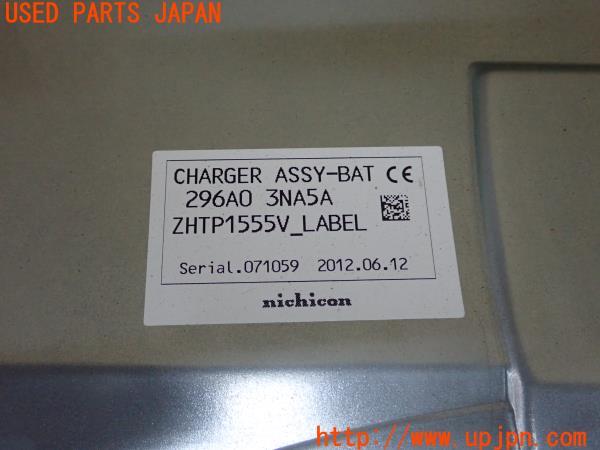 USED PARTS JAPAN
CHARGER ASSY-BAT CE
296A0 3NA5A
ZHTP1555V_LABEL
Serial.071059 2012.06.12
nichicon
http://www.upjpn.com